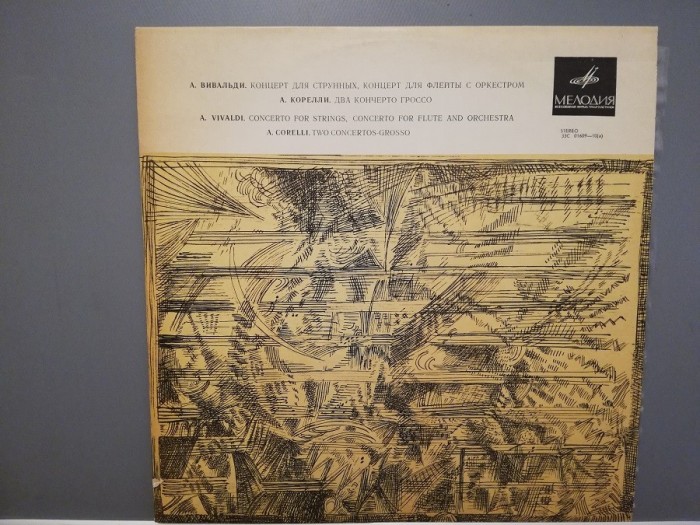 А. ВИВАЛЬДИ. КОНЦЕРТ ДЛЯ СТРУННЫХ, КОНЦЕРТ ДЛЯ ФЛЕЙТЫ С ОРКЕСТРОМ
А. КОРЕЛЛИ. ДВА КОНЧЕРТО ГРОССО
A. VIVALDI. CONCERTO FOR STRINGS, CONCERTO FOR FLUTE AND ORCHESTRA
A. CORELLI. TWO CONCERTOS-GROSSO
МЕЛОДИЯ
СТЕРЕО